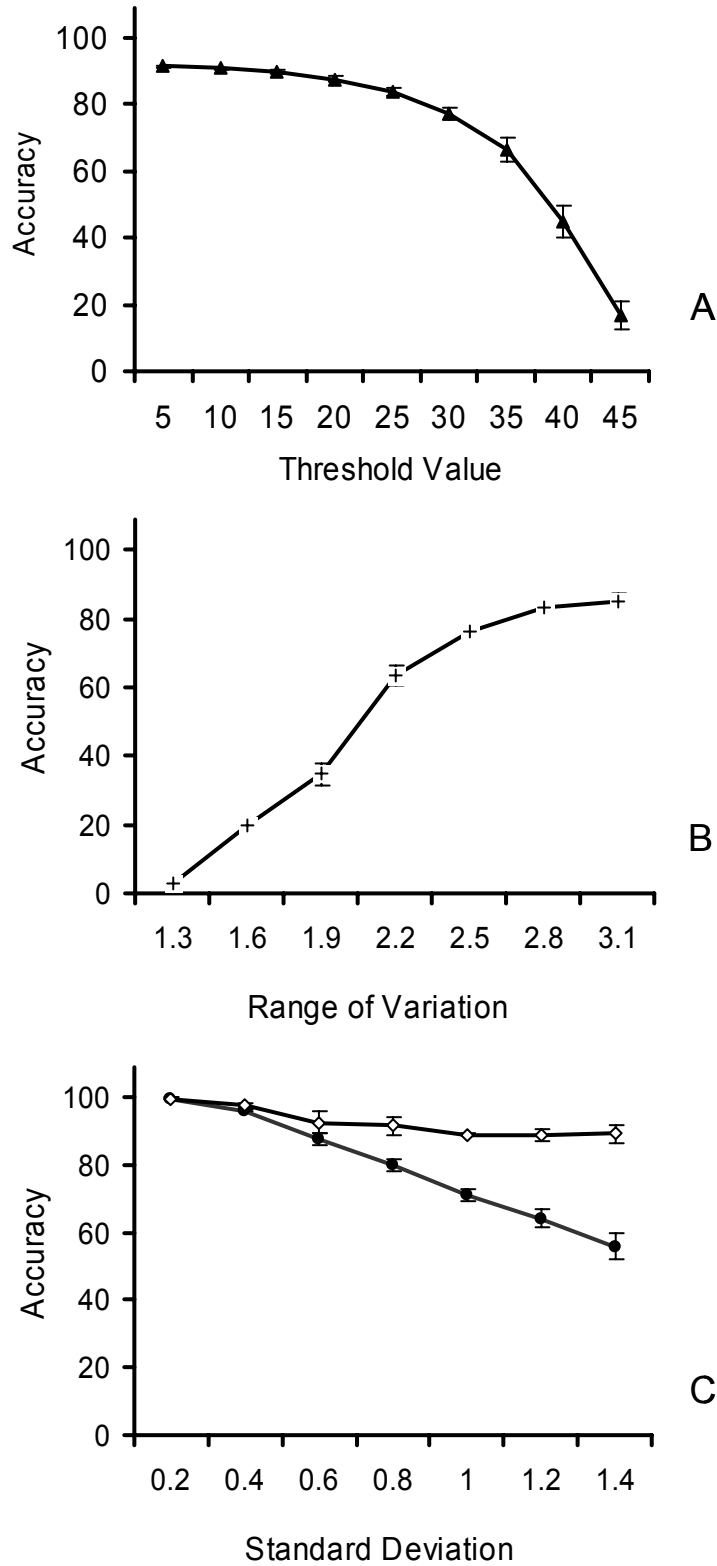 100
80
60
40
20
0
Accuracy
A
5 10 15 20 25 30 35 40 45
Threshold Value
100
80
60
40
20
0
Accuracy
B
1.3 1.6 1.9 2.2 2.5 2.8 3.1
Range of Variation
100
80
60
40
20
0
Accuracy
C
0.2 0.4 0.6 0.8 1 1.2 1.4
Standard Deviation